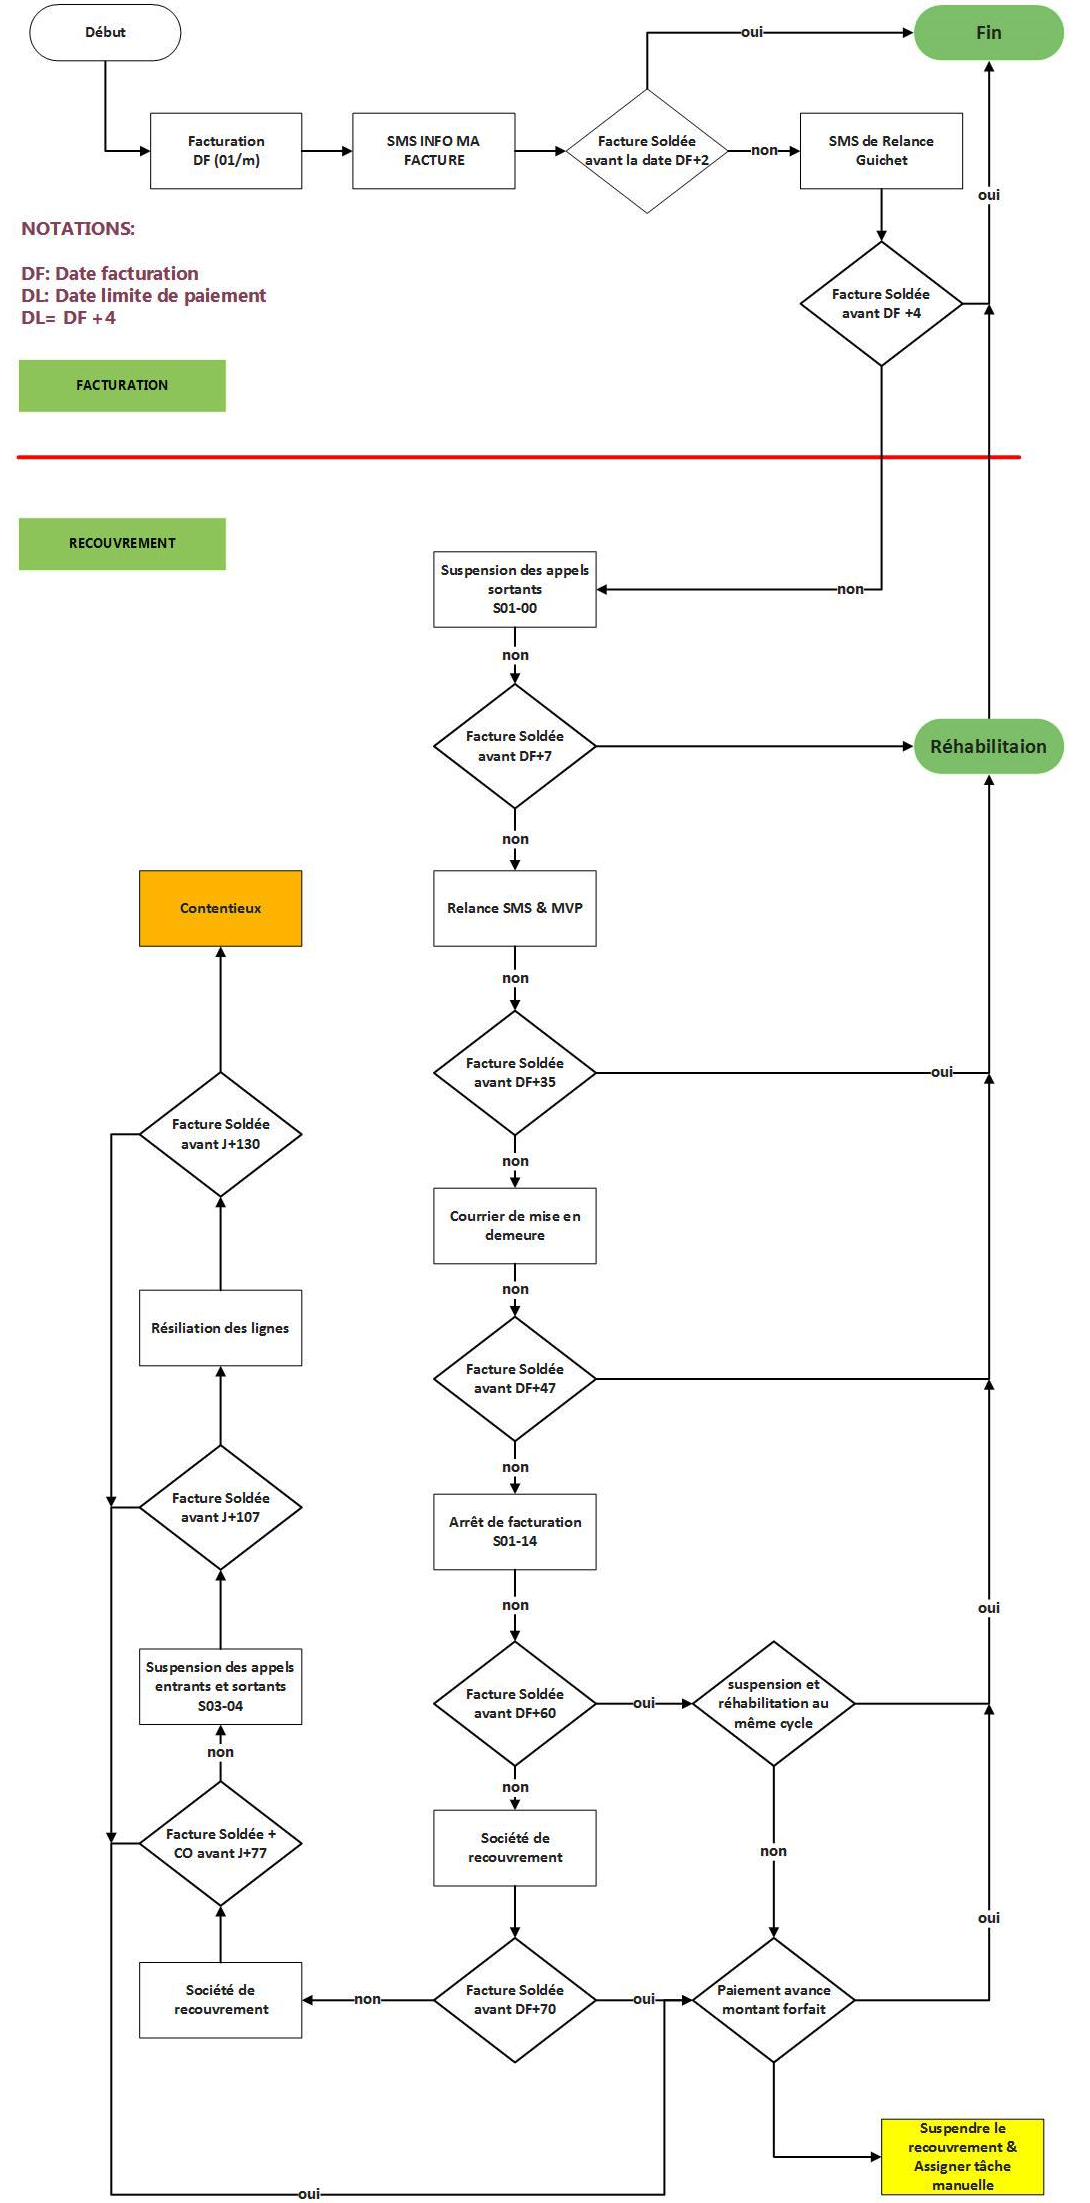 Début
oui
Fin
Facturation
DF (01/m)
SMS INFO MA
FACTURE
Facture Soldée
avant la date DF+2
non
SMS de Relance
Guichet
oui
NOTATIONS:
DF: Date facturation
DL: Date limite de paiement
DL= DF +4
Facture Soldée
avant DF +4
FACTURATION
RECOUVREMENT
Suspension des appels
sortants
S01-00
non
non
Facture Soldée
avant DF+7
Réhabilitaion
non
Contentieux
Relance SMS & MVP
non
Facture Soldée
avant DF+35
oui
Facture Soldée
avant J+130
non
Courrier de mise en
demeure
non
Résiliation des lignes
Facture Soldée
avant DF+47
non
Facture Soldée
avant J+107
Arrêt de facturation
S01-14
non
oui
Suspension des appels
entrants et sortants
S03-04
Facture Soldée
avant DF+60
oui
suspension et
réhabilitation au
même cycle
non
non
Facture Soldée +
CO avant J+77
Société de
recouvrement
non
oui
Société de
recouvrement
non
Facture Soldée
avant DF+70
oui
Paiement avance
montant forfait
Suspendre le
recouvrement &
Assigner tâche
manuelle
oui